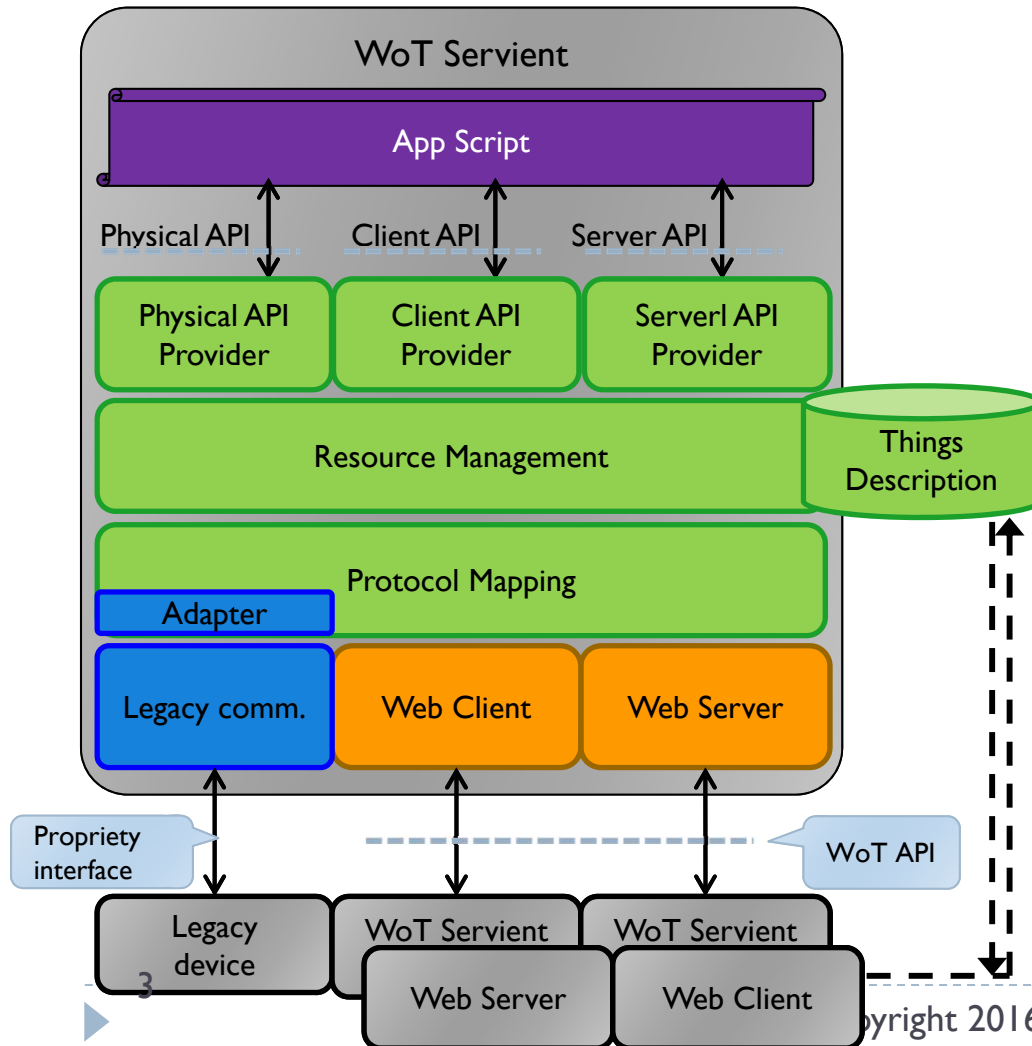 WoT Servient
App Script
Physical API
Client API
Server API
Physical API
Provider
Client API
Provider
Serverl API
Provider
Resource Management
Things
Description
Protocol Mapping
Adapter
Legacy comm.
Web Client
Web Server
Propriety
interface
WoT API
Legacy
device
WoT Servient
WoT Servient
Web Server
Web Client
3
pyright 2016